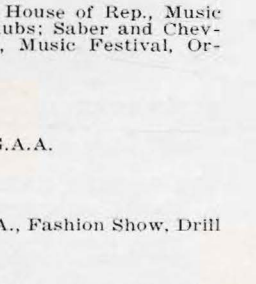 House of Rep., Music
ubs; Saber and Chev-
, Music Festival, Or-
G.A.A.
A., Fashion Show, Drill